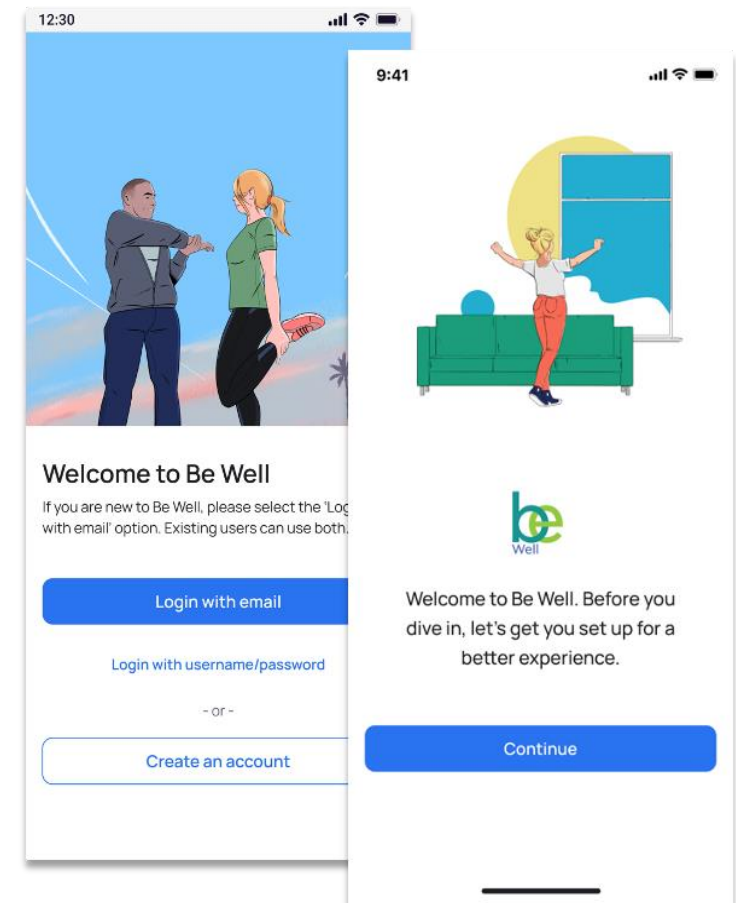 12:30
Welcome to Be Well
If you are new to Be Well, please select the 'Log
with email' option. Existing users can use both.
Login with email
Login with username/password
- or -
Create an account
9:41
be
Well
Welcome to Be Well. Before you
dive in, let's get you set up for a
better experience.
Continue